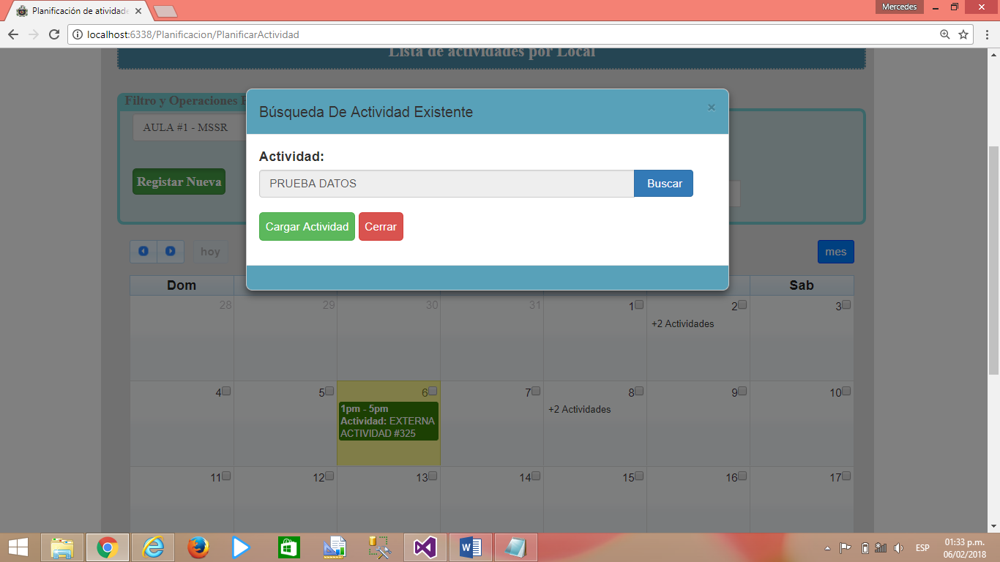 Planificación de atividade
Mercedes
localhost:6338/Planificacion/PlanificarActividad
Lista de actividades por Local
Filtro y Operaciones
AULA #1 - MSSR
Registar Nueva
Búsqueda De Actividad Existente
×
Actividad:
PRUEBA DATOS
Buscar
Cargar Actividad
Cerrar
hoy
mes
Dom
Sab
28
29
30
31
1
2
3
+2 Actividades
4
5
6
7
8
9
10
1pm - 5pm
Actividad: EXTERNA
ACTIVIDAD #325
+2 Actividades
11
12
13
14
15
16
17
ESP
01:33 p.m.
06/02/2018